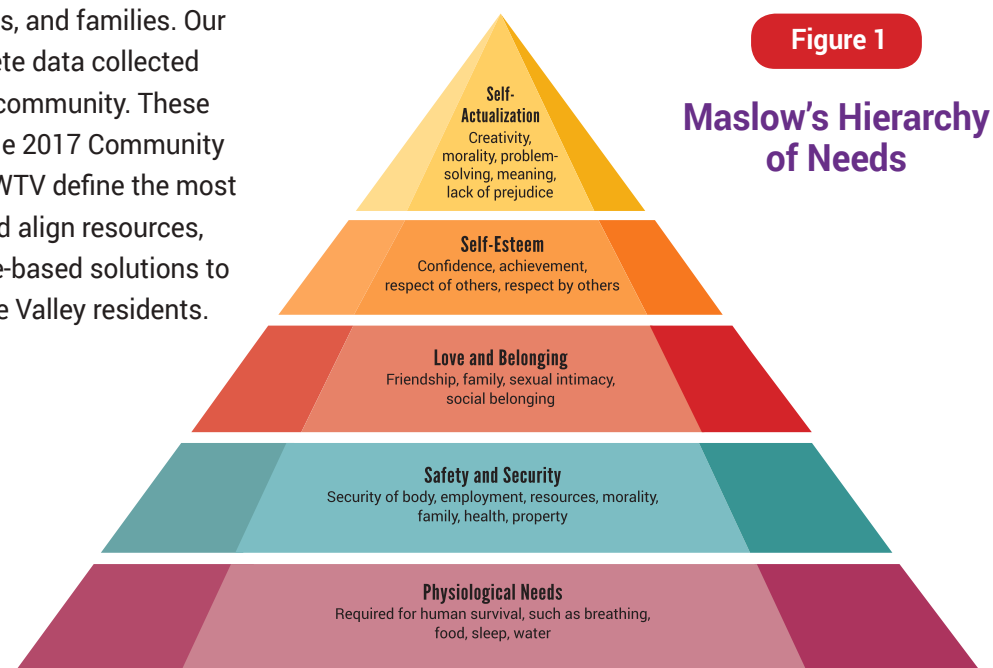 s, and families. Our
ete data collected
community. These
e 2017 Community
WTV define the most
d align resources,
e-based solutions to
e Valley residents.
Figure 1
Maslow's Hierarchy
of Needs
Self-
Actualization
Creativity,
morality, problem-
solving, meaning,
lack of prejudice
Self-Esteem
Confidence, achievement,
respect of others, respect by others
Love and Belonging
Friendship, family, sexual intimacy,
social belonging
Safety and Security
Security of body, employment, resources, morality,
family, health, property
Physiological Needs
Required for human survival, such as breathing,
food, sleep, water